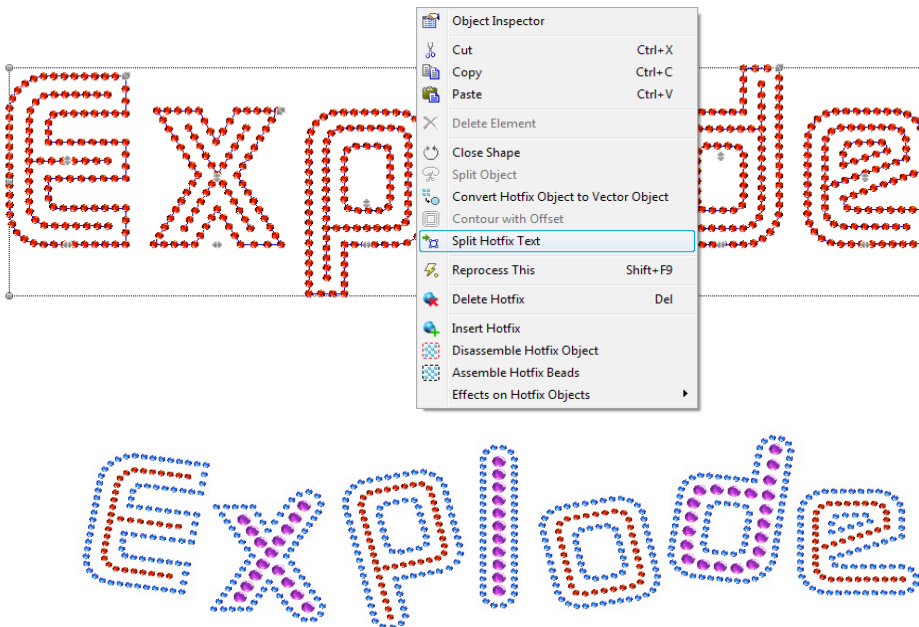 Object Inspector
Cut Ctrl+X
Copy Ctrl+C
Paste Ctrl+V
Delete Element
Close Shape
Split Object
Convert Hotfix Object to Vector Object
Contour with Offset
Split Hotfix Text
Reprocess This Shift+F9
Delete Hotfix Del
Insert Hotfix
Disassemble Hotfix Object
Assemble Hotfix Beads
Effects on Hotfix Objects
Exp de
Explode